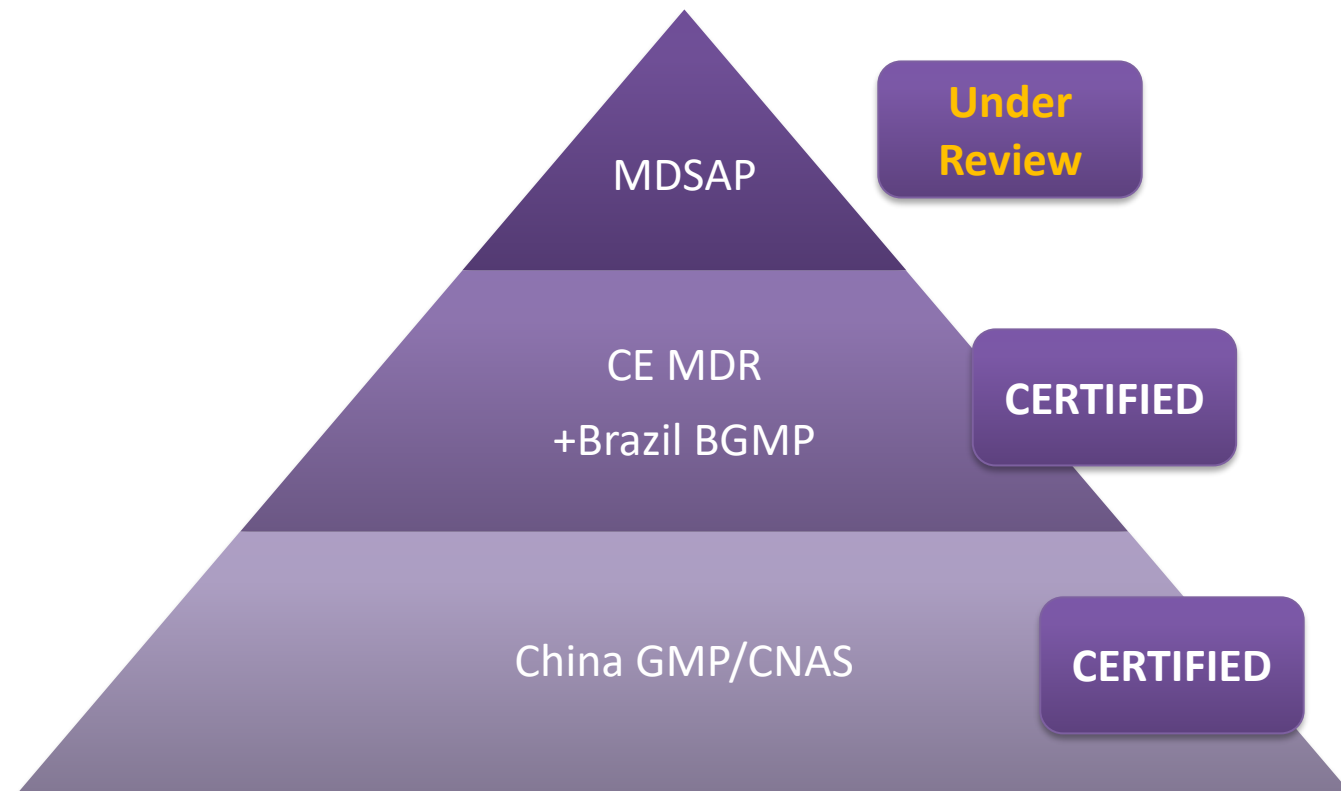 Under
Review
MDSAP
CE MDR
+Brazil BGMP
CERTIFIED
China GMP/CNAS
CERTIFIED